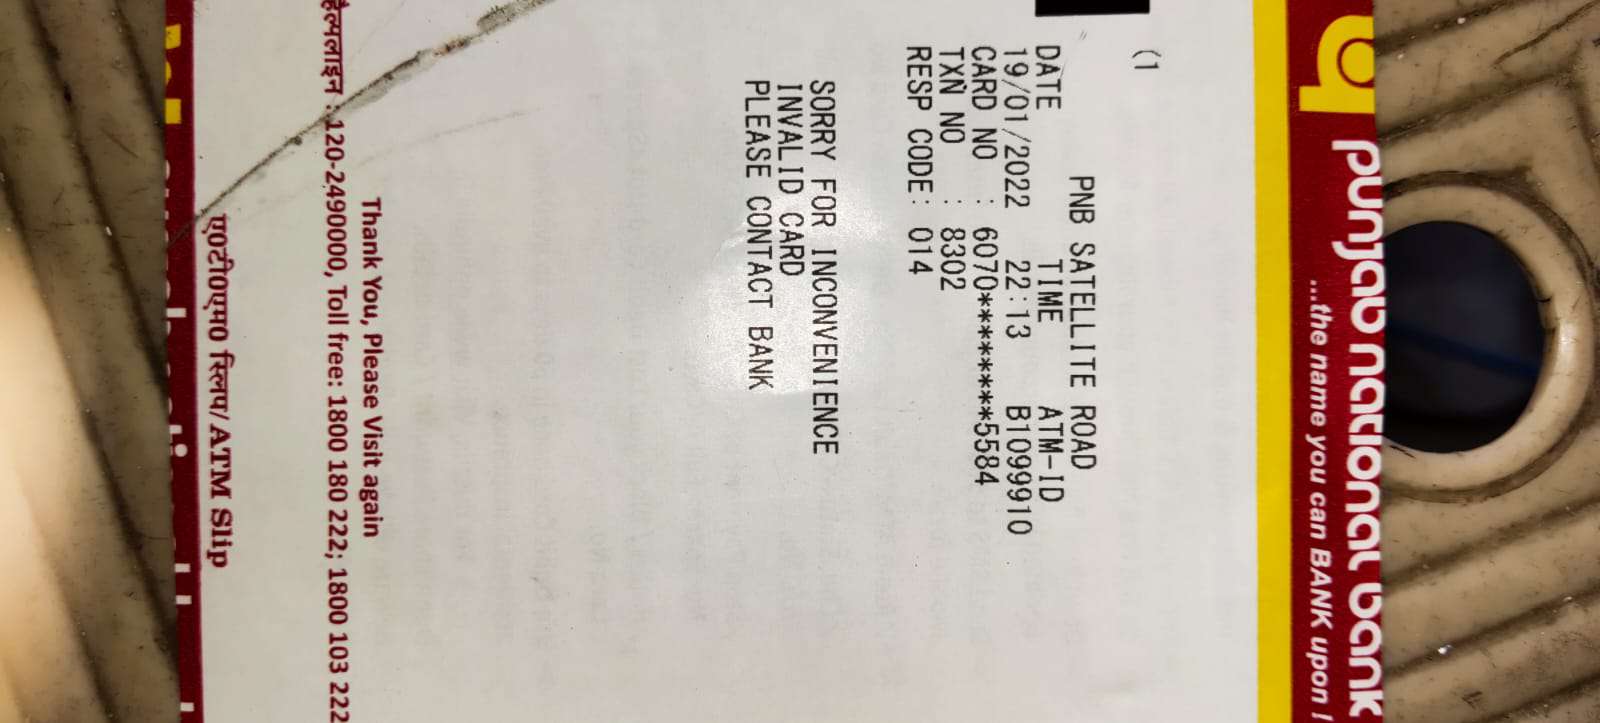 punjab national bank
...the name you can BANK upon !
(1
PNB SATELLITE ROAD
DATE TIME ATM-ID
19/01/2022 22:13 B1099910
CARD NO : 6070********5584
TXN NO : 8302
RESP CODE: 014
SORRY FOR INCONVENIENCE
INVALID CARD
PLEASE CONTACT BANK
Thank You, Please Visit again
हैल्पलाइन : 120-2490000, Toll free: 1800 180 222; 1800 103 222
ए०टी०एम० स्लिप/ATM Slip